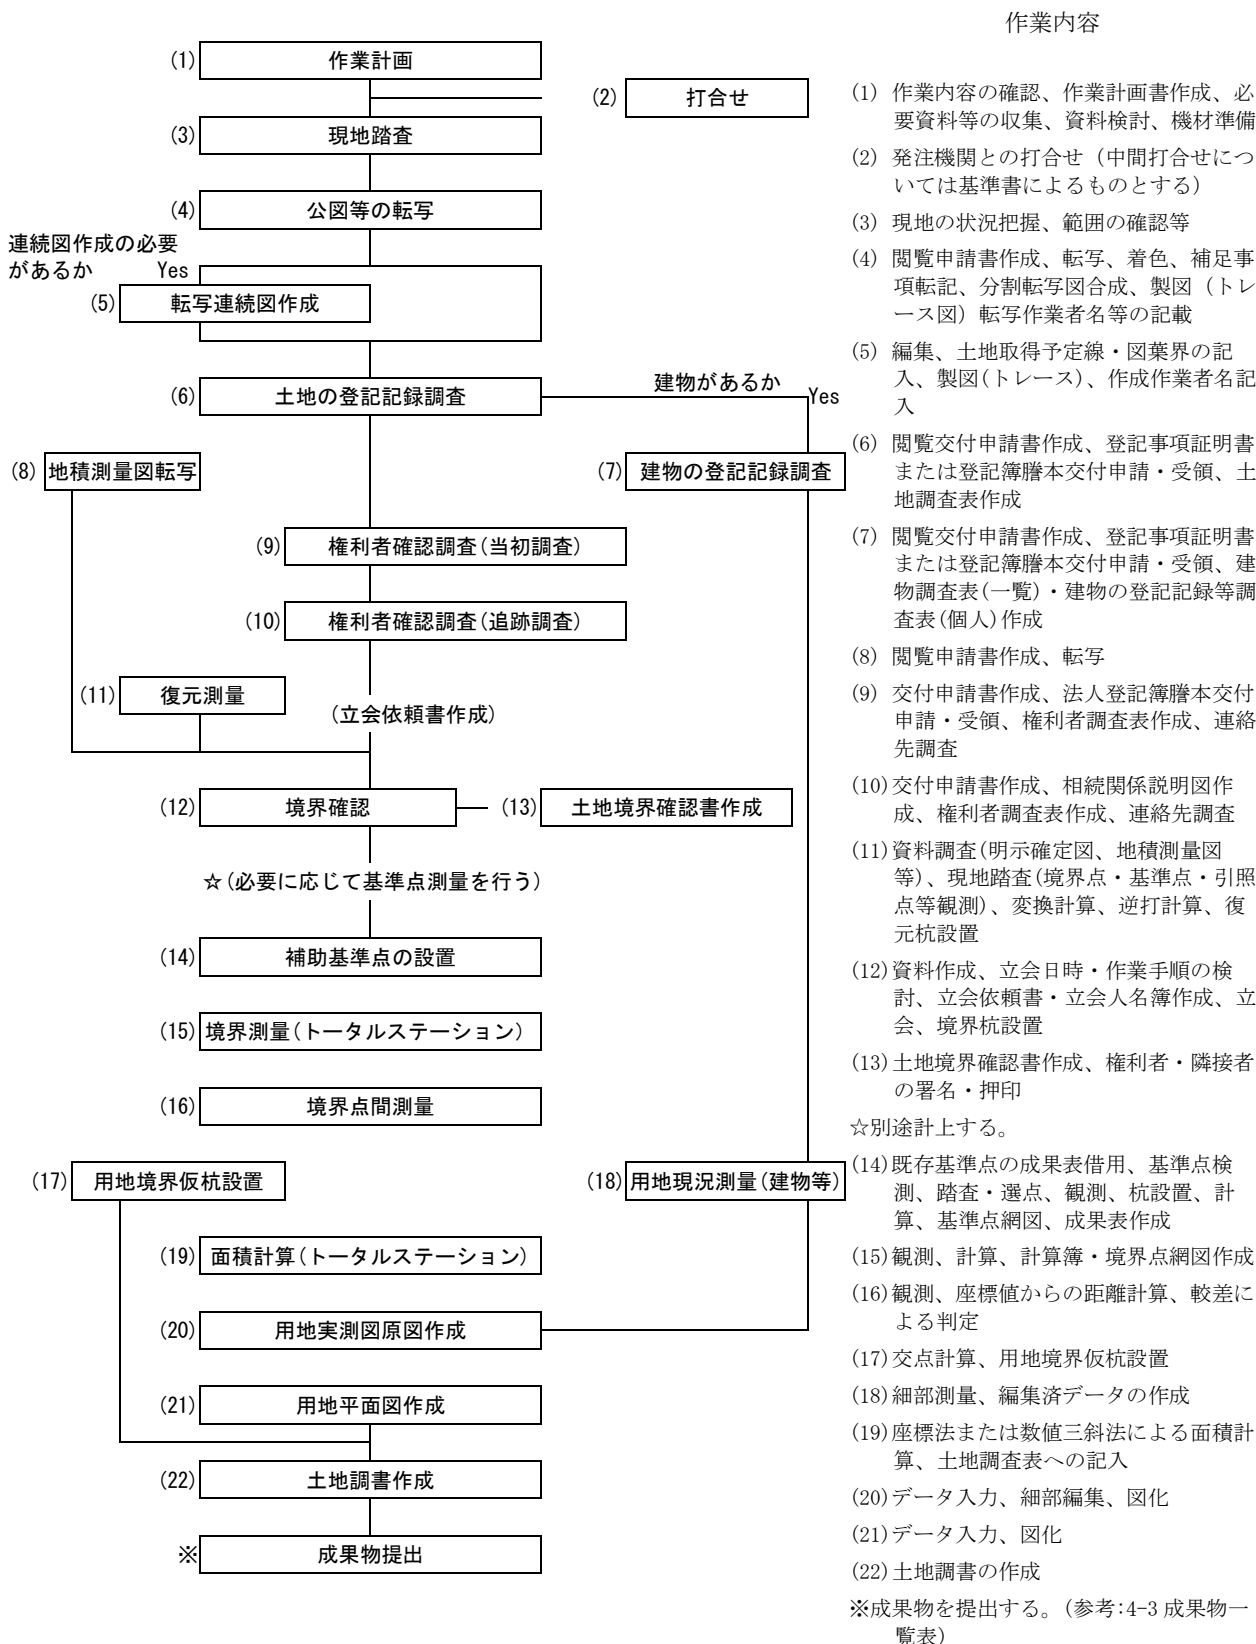 作業内容
(1) 作業計画
(2) 打合せ
(3) 現地踏査
(4) 公図等の転写
連続図作成の必要
があるか Yes
(5) 転写連続図作成
建物があるか
(6) 土地の登記記録調査
Yes
(8) 地積測量図転写
(7) 建物の登記記録調査
(9) 権利者確認調査(当初調査)
(10) 権利者確認調査(追跡調査)
(11) 復元測量
(立会依頼書作成)
(12) 境界確認
(13) 土地境界確認書作成
☆(必要に応じて基準点測量を行う)
(14) 補助基準点の設置
(15) 境界測量(トータルステーション)
(16) 境界点間測量
(17) 用地境界仮杭設置
(18) 用地現況測量(建物等)
(19) 面積計算(トータルステーション)
(20) 用地実測図原図作成
(21) 用地平面図作成
(22) 土地調書作成
※ 成果物提出
(1) 作業内容の確認、作業計画書作成、必
要資料等の収集、資料検討、機材準備
(2) 発注機関との打合せ（中間打合せにつ
いては基準書によるものとする）
(3) 現地の状況把握、範囲の確認等
(4) 閲覧申請書作成、転写、着色、補足事
項転記、分割転写図合成、製図（トレ
ース図）転写作業者名等の記載
(5) 編集、土地取得予定線・図葉界の記
入、製図(トレース)、作成作業者名記
入
(6) 閲覧交付申請書作成、登記事項証明書
または登記簿謄本交付申請・受領、土
地調査表作成
(7) 閲覧交付申請書作成、登記事項証明書
または登記簿謄本交付申請・受領、建
物調査表(一覧)・建物の登記記録等調
査表(個人)作成
(8) 閲覧申請書作成、転写
(9) 交付申請書作成、法人登記簿謄本交付
申請・受領、権利者調査表作成、連絡
先調査
(10)交付申請書作成、相続関係説明図作
成、権利者調査表作成、連絡先調査
(11)資料調査(明示確定図、地積測量図
等)、現地踏査(境界点・基準点・引照
点等観測)、変換計算、逆打計算、復
元杭設置
(12)資料作成、立会日時・作業手順の検
討、立会依頼書・立会人名簿作成、立
会、境界杭設置
(13)土地境界確認書作成、権利者・隣接者
の署名・押印
☆別途計上する。
(14)既存基準点の成果表借用、基準点検
測、踏査・選点、観測、杭設置、計
算、基準点網図、成果表作成
(15)観測、計算、計算簿・境界点網図作成
(16)観測、座標値からの距離計算、較差に
よる判定
(17)交点計算、用地境界仮杭設置
(18)細部測量、編集済データの作成
(19)座標法または数値三斜法による面積計
算、土地調査表への記入
(20)データ入力、細部編集、図化
(21)データ入力、図化
(22)土地調書の作成
※成果物を提出する。(参考:4-3 成果物一
覧表)